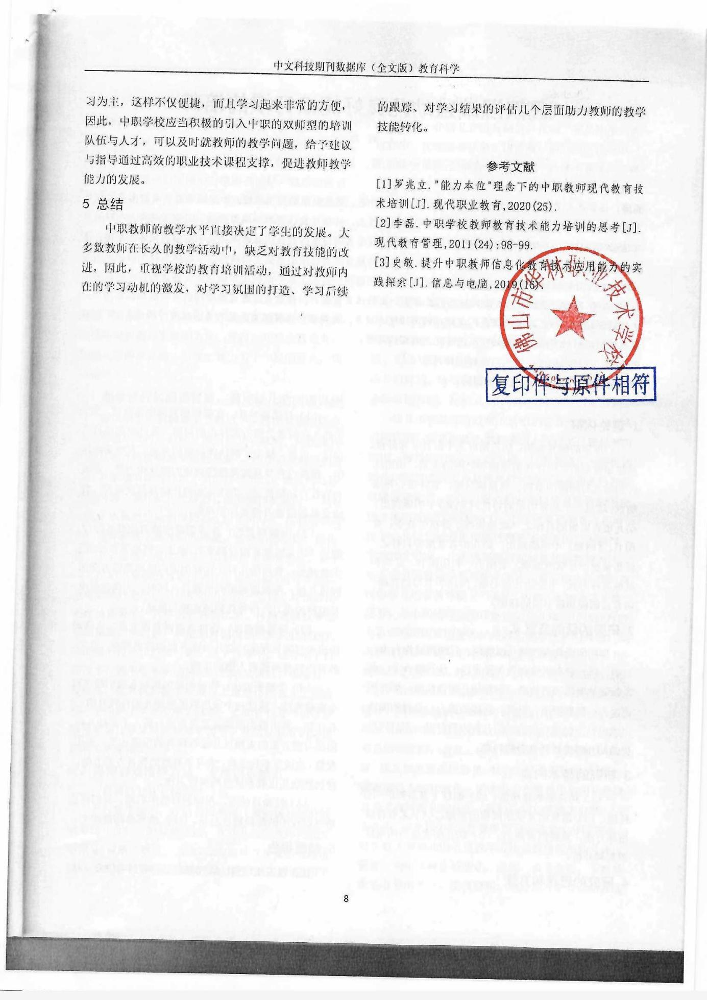 中文科技期刊数据库（全文版）教育科学
习为主，这样不仅便捷，而且学习起来非常的方便，
因此，中职学校应当积极的引入中职的双师型的培训
队伍与人才，可以及时就教师的教学问题，给予建议
与指导通过高效的职业技术课程支撑，促进教师教学
能力的发展。
5 总结
中职教师的教学水平直接决定了学生的发展。大
多数教师在长久的教学活动中，缺乏对教育技能的改
进，因此，重视学校的教育培训活动，通过对教师内
在的学习动机的激发，对学习氛围的打造、学习后续
的跟踪、对学习结果的评估几个层面助力教师的教学
技能转化。
参考文献
[1]罗兆立."能力本位"理念下的中职教师现代教育技
术培训[J].现代职业教育,2020(25).
[2]李磊.中职学校教师教育技术能力培训的思考[J].
现代教育管理,2011(24):98-99.
[3]史敏.提升中职教师信息化教育技术应用能力的实
践探索[J].信息与电脑,2019(16)
佛山市华材职业技术学校
复印件与原件相符
8